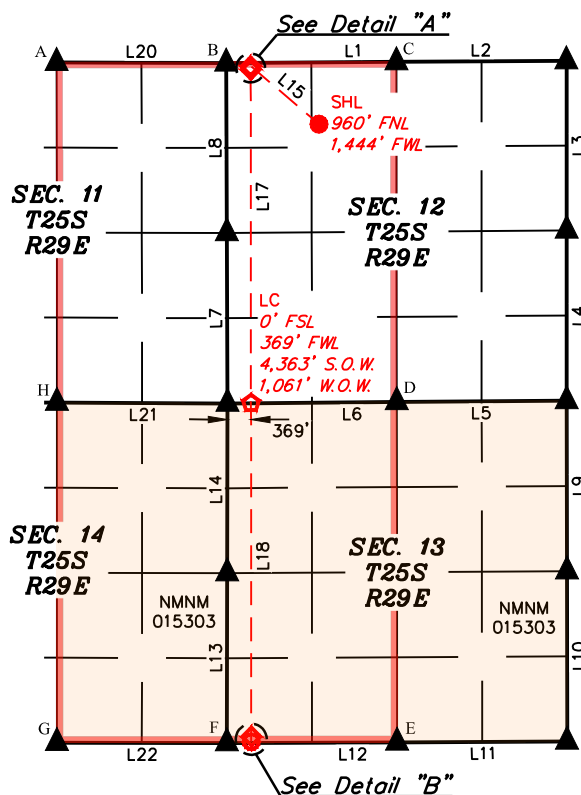 See Detail "A"
A
L20
B
L1
C
L2
L15
SHL
960' FNL
1,444' FWL
L8
L3
SEC. 11
T25S
R29E
L17
SEC. 12
T25S
R29E
LC
0' FSL
369' FWL
4,363' S.O.W.
1,061' W.O.W.
L7
L4
H
L21
D
L6
L5
369'
L14
L9
SEC. 14
T25S
R29E
L18
SEC. 13
T25S
R29E
NMNM
015303
NMNM
015303
L13
L10
G
L22
F
L12
E
L11
See Detail "B"